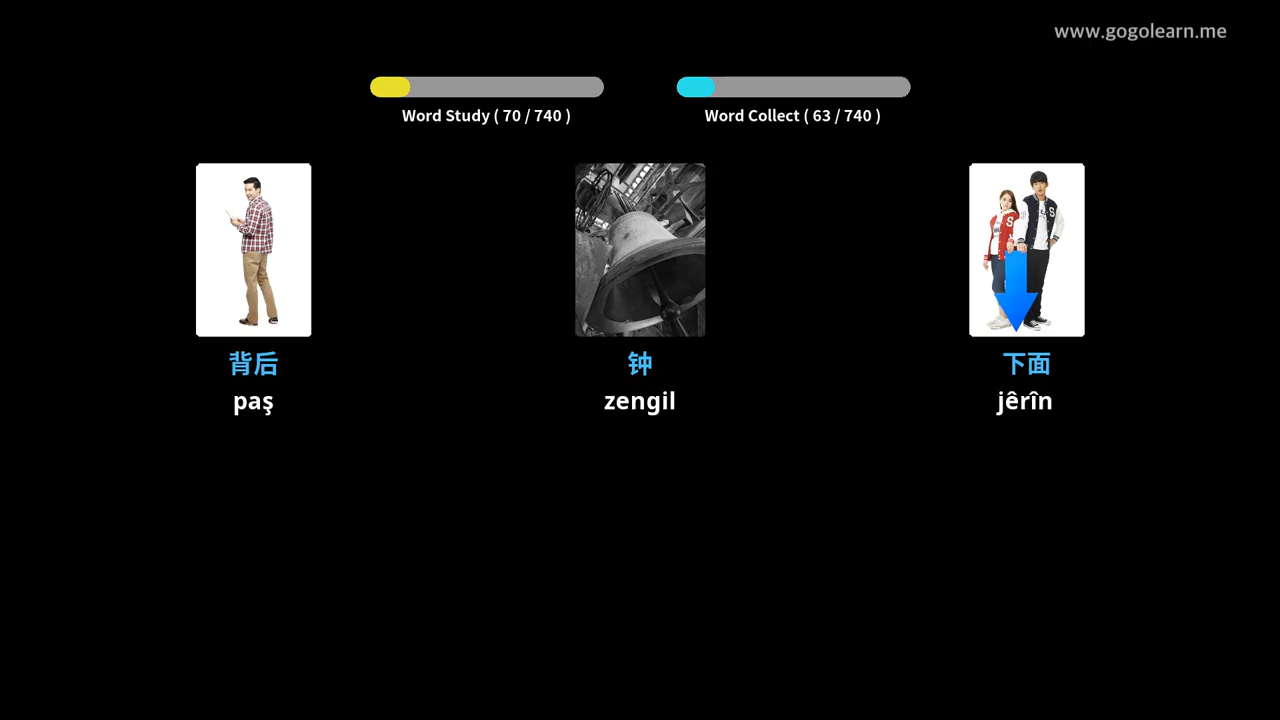 www.gogolearn.me
Word Study ( 70 / 740 )
Word Collect ( 63 / 740 )
背后
paş
钟
zengil
下面
jêrîn